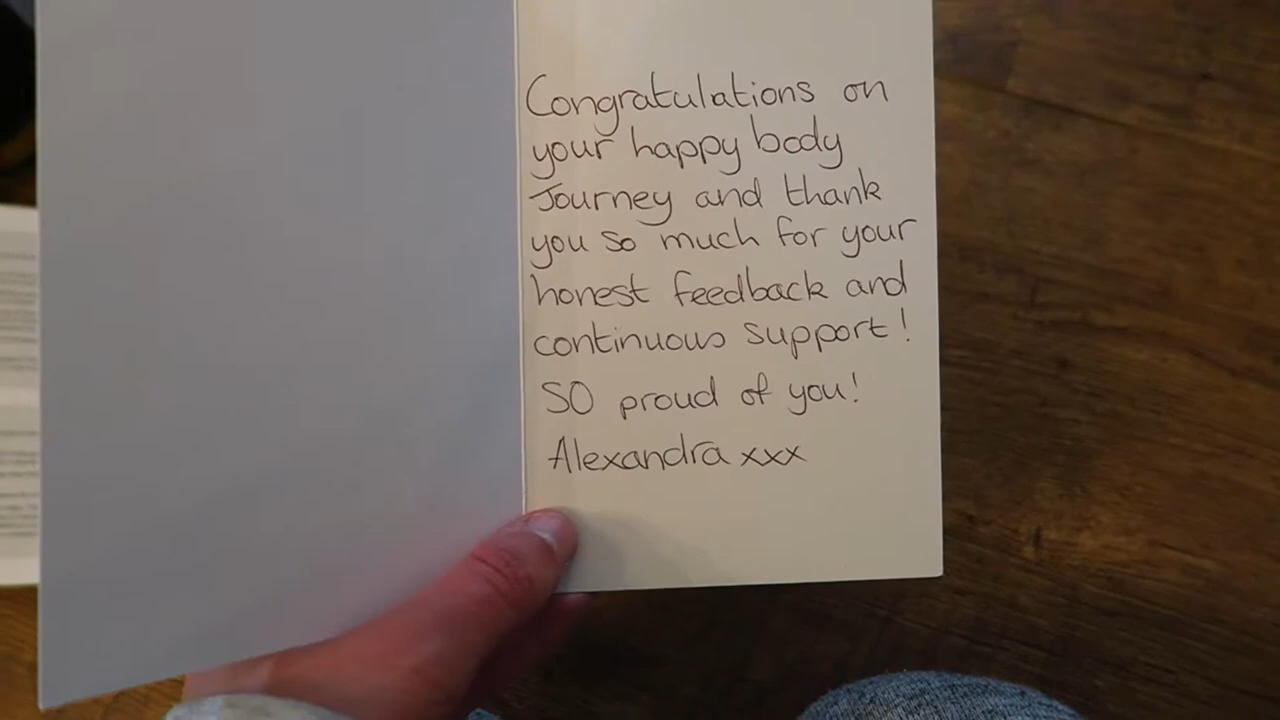 Congratulations on
your happy body
Journey and thank
you so much for your
honest feedback and
continuous support!
SO proud of you!
Alexandra xxx